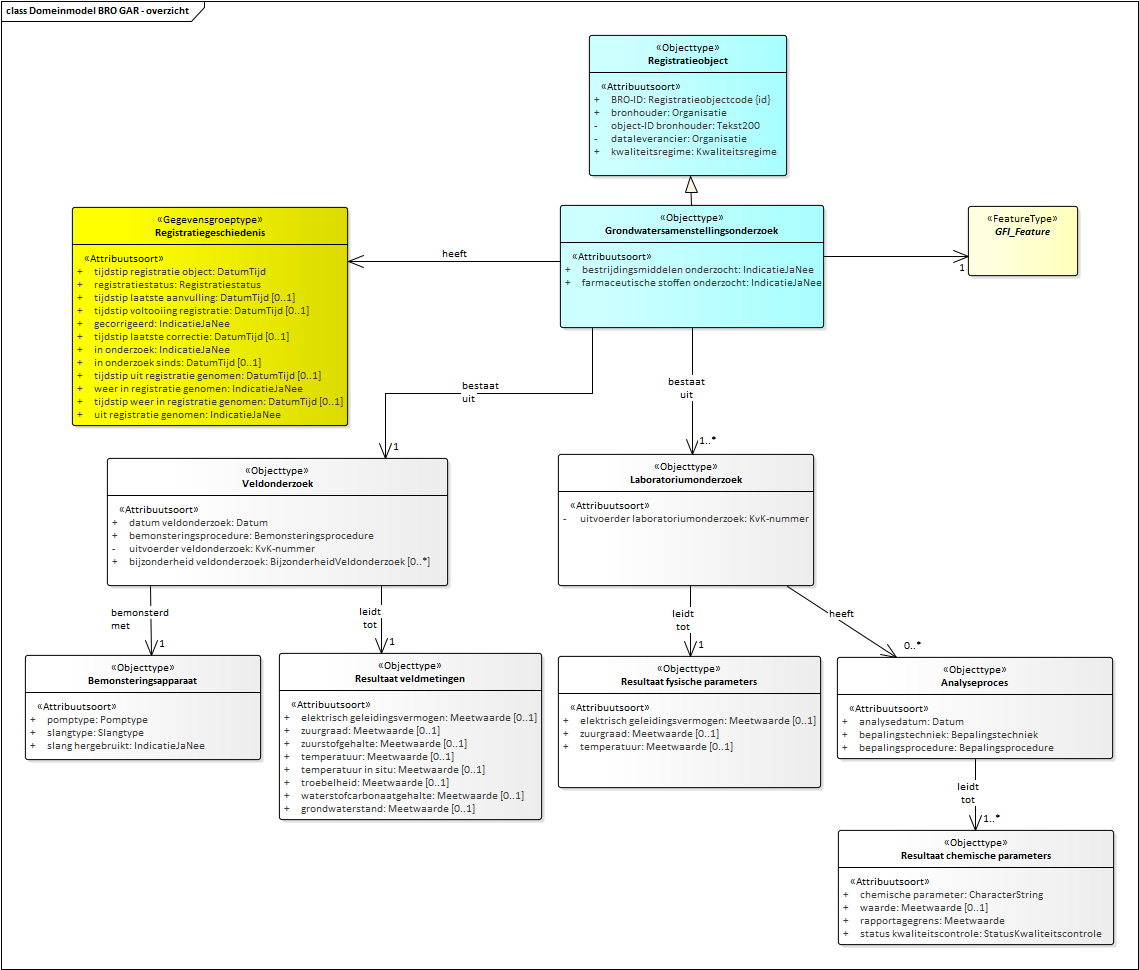 class Domeinmodel BRO GAR - overzicht
«Objecttype»
Registratieobject
«Attribuutsoort»
+ BRO-ID: Registratieobjectcode {id}
+ bronhouder: Organisatie
- object-ID bronhouder: Tekst200
- dataleverancier: Organisatie
+ kwaliteitsregime: Kwaliteitsregime
«Gegevensgroeptype»
Registratiegeschiedenis
«Attribuutsoort»
+ tijdstip registratie object: DatumTijd
+ registratiestatus: Registratiestatus
+ tijdstip laatste aanvulling: DatumTijd [0..1]
+ tijdstip voltooiing registratie: DatumTijd [0..1]
+ gecorrigeerd: IndicatieJaNee
+ tijdstip laatste correctie: DatumTijd [0..1]
+ in onderzoek: IndicatieJaNee
+ in onderzoek sinds: DatumTijd [0..1]
+ tijdstip uit registratie genomen: DatumTijd [0..1]
+ weer in registratie genomen: IndicatieJaNee
+ tijdstip weer in registratie genomen: DatumTijd [0..1]
+ uit registratie genomen: IndicatieJaNee
heeft
«Objecttype»
Grondwatersamenstellingsonderzoek
«Attribuutsoort»
+ bestrijdingsmiddelen onderzocht: IndicatieJaNee
+ farmaceutische stoffen onderzocht: IndicatieJaNee
1
«FeatureType»
GFI_Feature
bestaat
uit
1
bestaat
uit
1..*
«Objecttype»
Veldonderzoek
«Attribuutsoort»
+ datum veldonderzoek: Datum
+ bemonsteringsprocedure: Bemonsteringsprocedure
- uitvoerder veldonderzoek: KvK-nummer
+ bijzonderheid veldonderzoek: BijzonderheidVeldonderzoek [0..*]
«Objecttype»
Laboratoriumonderzoek
«Attribuutsoort»
- uitvoerder laboratoriumonderzoek: KvK-nummer
bemonsterd
met
1
leidt
tot
1
leidt
tot
1
heeft
0..*
«Objecttype»
Bemonsteringsapparaat
«Attribuutsoort»
+ pomptype: Pomptype
+ slangtype: Slangtype
+ slang hergebruikt: IndicatieJaNee
«Objecttype»
Resultaat veldmetingen
«Attribuutsoort»
+ elektrisch geleidingsvermogen: Meetwaarde [0..1]
+ zuurgraad: Meetwaarde [0..1]
+ zuurstofgehalte: Meetwaarde [0..1]
+ temperatuur: Meetwaarde [0..1]
+ temperatuur in situ: Meetwaarde [0..1]
+ troebelheid: Meetwaarde [0..1]
+ waterstofcarbonaatgehalte: Meetwaarde [0..1]
+ grondwaterstand: Meetwaarde [0..1]
«Objecttype»
Resultaat fysische parameters
«Attribuutsoort»
+ elektrisch geleidingsvermogen: Meetwaarde [0..1]
+ zuurgraad: Meetwaarde [0..1]
+ temperatuur: Meetwaarde [0..1]
«Objecttype»
Analyseproces
«Attribuutsoort»
+ analysedatum: Datum
+ bepalingstechniek: Bepalingstechniek
+ bepalingsprocedure: Bepalingsprocedure
leidt
tot
1..*
«Objecttype»
Resultaat chemische parameters
«Attribuutsoort»
+ chemische parameter: CharacterString
+ waarde: Meetwaarde [0..1]
+ rapportagegrens: Meetwaarde
+ status kwaliteitscontrole: StatusKwaliteitscontrole